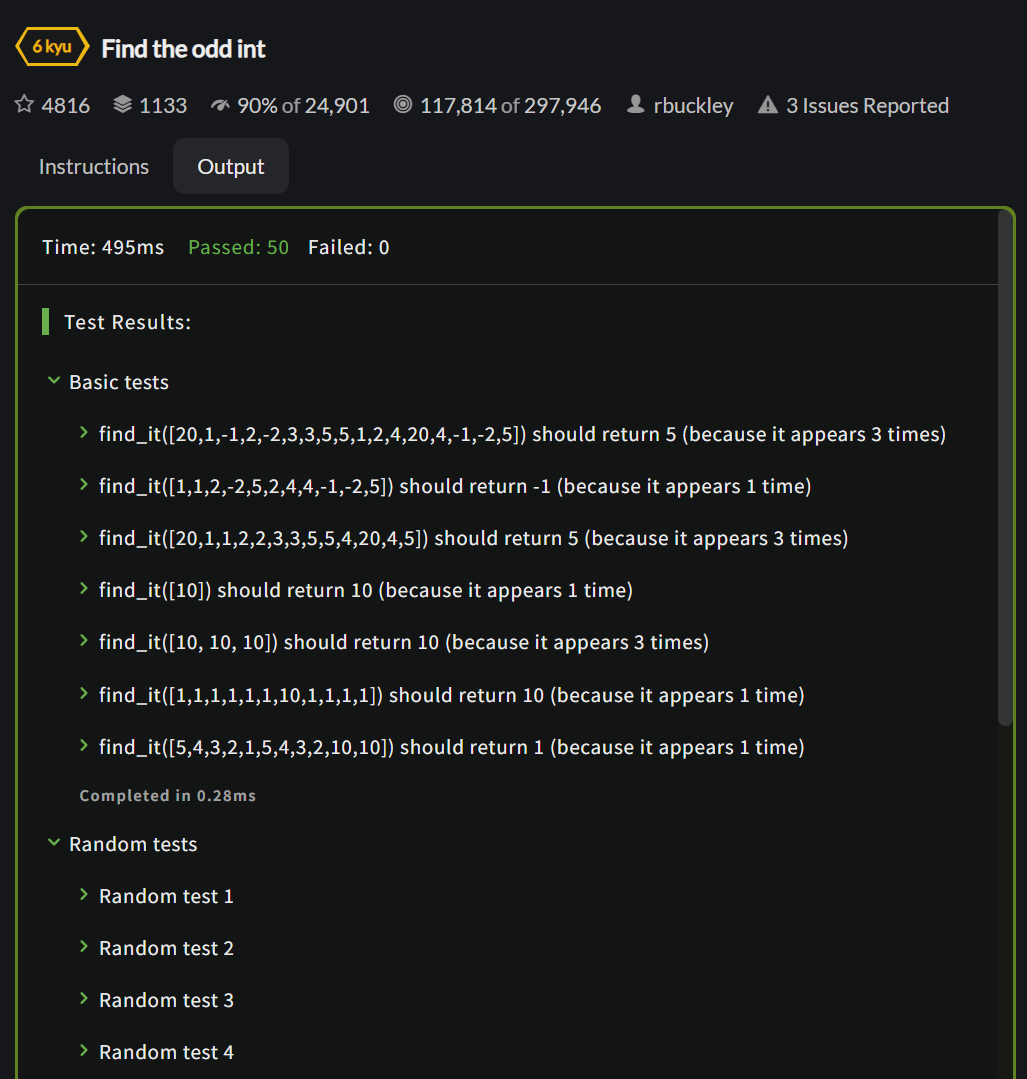 6 kyu Find the odd int
4816 1133 90% of 24,901 117,814 of 297,946 rbuckley 3 Issues Reported
Instructions Output
Time: 495ms Passed: 50 Failed: 0
Test Results:
Basic tests
find_it([20,1,-1,2,-2,3,3,5,5,1,2,4,20,4,-1,-2,5]) should return 5 (because it appears 3 times)
find_it([1,1,2,-2,5,2,4,4,-1,-2,5]) should return -1 (because it appears 1 time)
find_it([20,1,1,2,2,3,3,5,5,4,20,4,5]) should return 5 (because it appears 3 times)
find_it([10]) should return 10 (because it appears 1 time)
find_it([10, 10, 10]) should return 10 (because it appears 3 times)
find_it([1,1,1,1,1,1,10,1,1,1,1]) should return 10 (because it appears 1 time)
find_it([5,4,3,2,1,5,4,3,2,10,10]) should return 1 (because it appears 1 time)
Completed in 0.28ms
Random tests
Random test 1
Random test 2
Random test 3
Random test 4